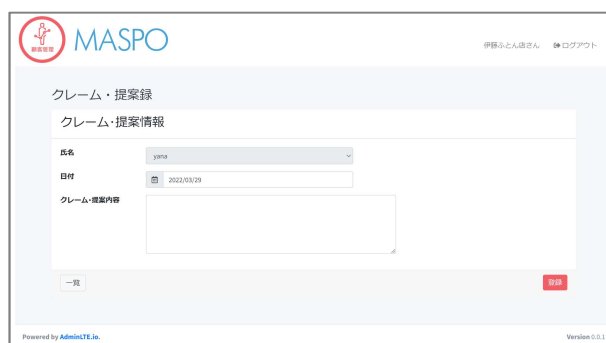 顧客管理
MASPO
伊藤ふとん店さん ログアウト
クレーム・提案録
クレーム・提案情報
氏名
yana
日付
2022/03/29
クレーム・提案内容
一覧
登録
Powered by AdminLTE.io.
Version 0.0.1